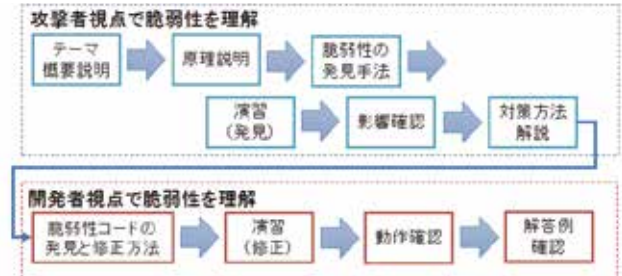 攻撃者視点で脆弱性を理解
テーマ
概要説明
原理説明
脆弱性の
発見手法
演習
(発見)
影響確認
対策方法
解説
開発者視点で脆弱性を理解
脆弱性コードの
発見と修正方法
演習
(修正)
動作確認
解答例
確認